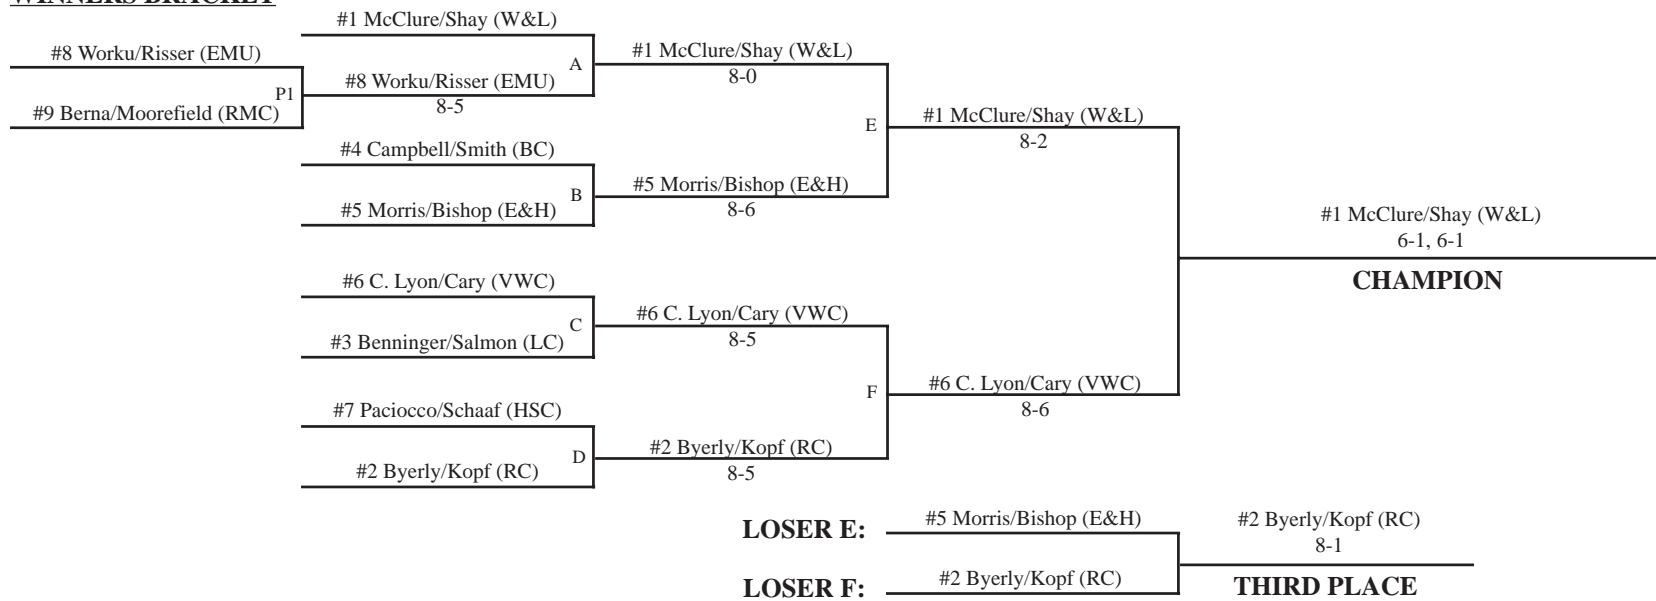 WINNERS BRACKET
#8 Worku/Risser (EMU)
P1
#9 Berna/Moorefield (RMC)
#1 McClure/Shay (W&L)
A
#8 Worku/Risser (EMU)
8-5
#4 Campbell/Smith (BC)
B
#5 Morris/Bishop (E&H)
#6 C. Lyon/Cary (VWC)
C
#3 Benninger/Salmon (LC)
#7 Paciocco/Schaaf (HSC)
D
#2 Byerly/Kopf (RC)
#1 McClure/Shay (W&L)
8-0
E
#5 Morris/Bishop (E&H)
8-6
#6 C. Lyon/Cary (VWC)
8-5
F
#2 Byerly/Kopf (RC)
8-5
#1 McClure/Shay (W&L)
8-2
#6 C. Lyon/Cary (VWC)
8-6
#1 McClure/Shay (W&L)
6-1, 6-1
CHAMPION
LOSER E:
#5 Morris/Bishop (E&H)
LOSER F:
#2 Byerly/Kopf (RC)
#2 Byerly/Kopf (RC)
8-1
THIRD PLACE